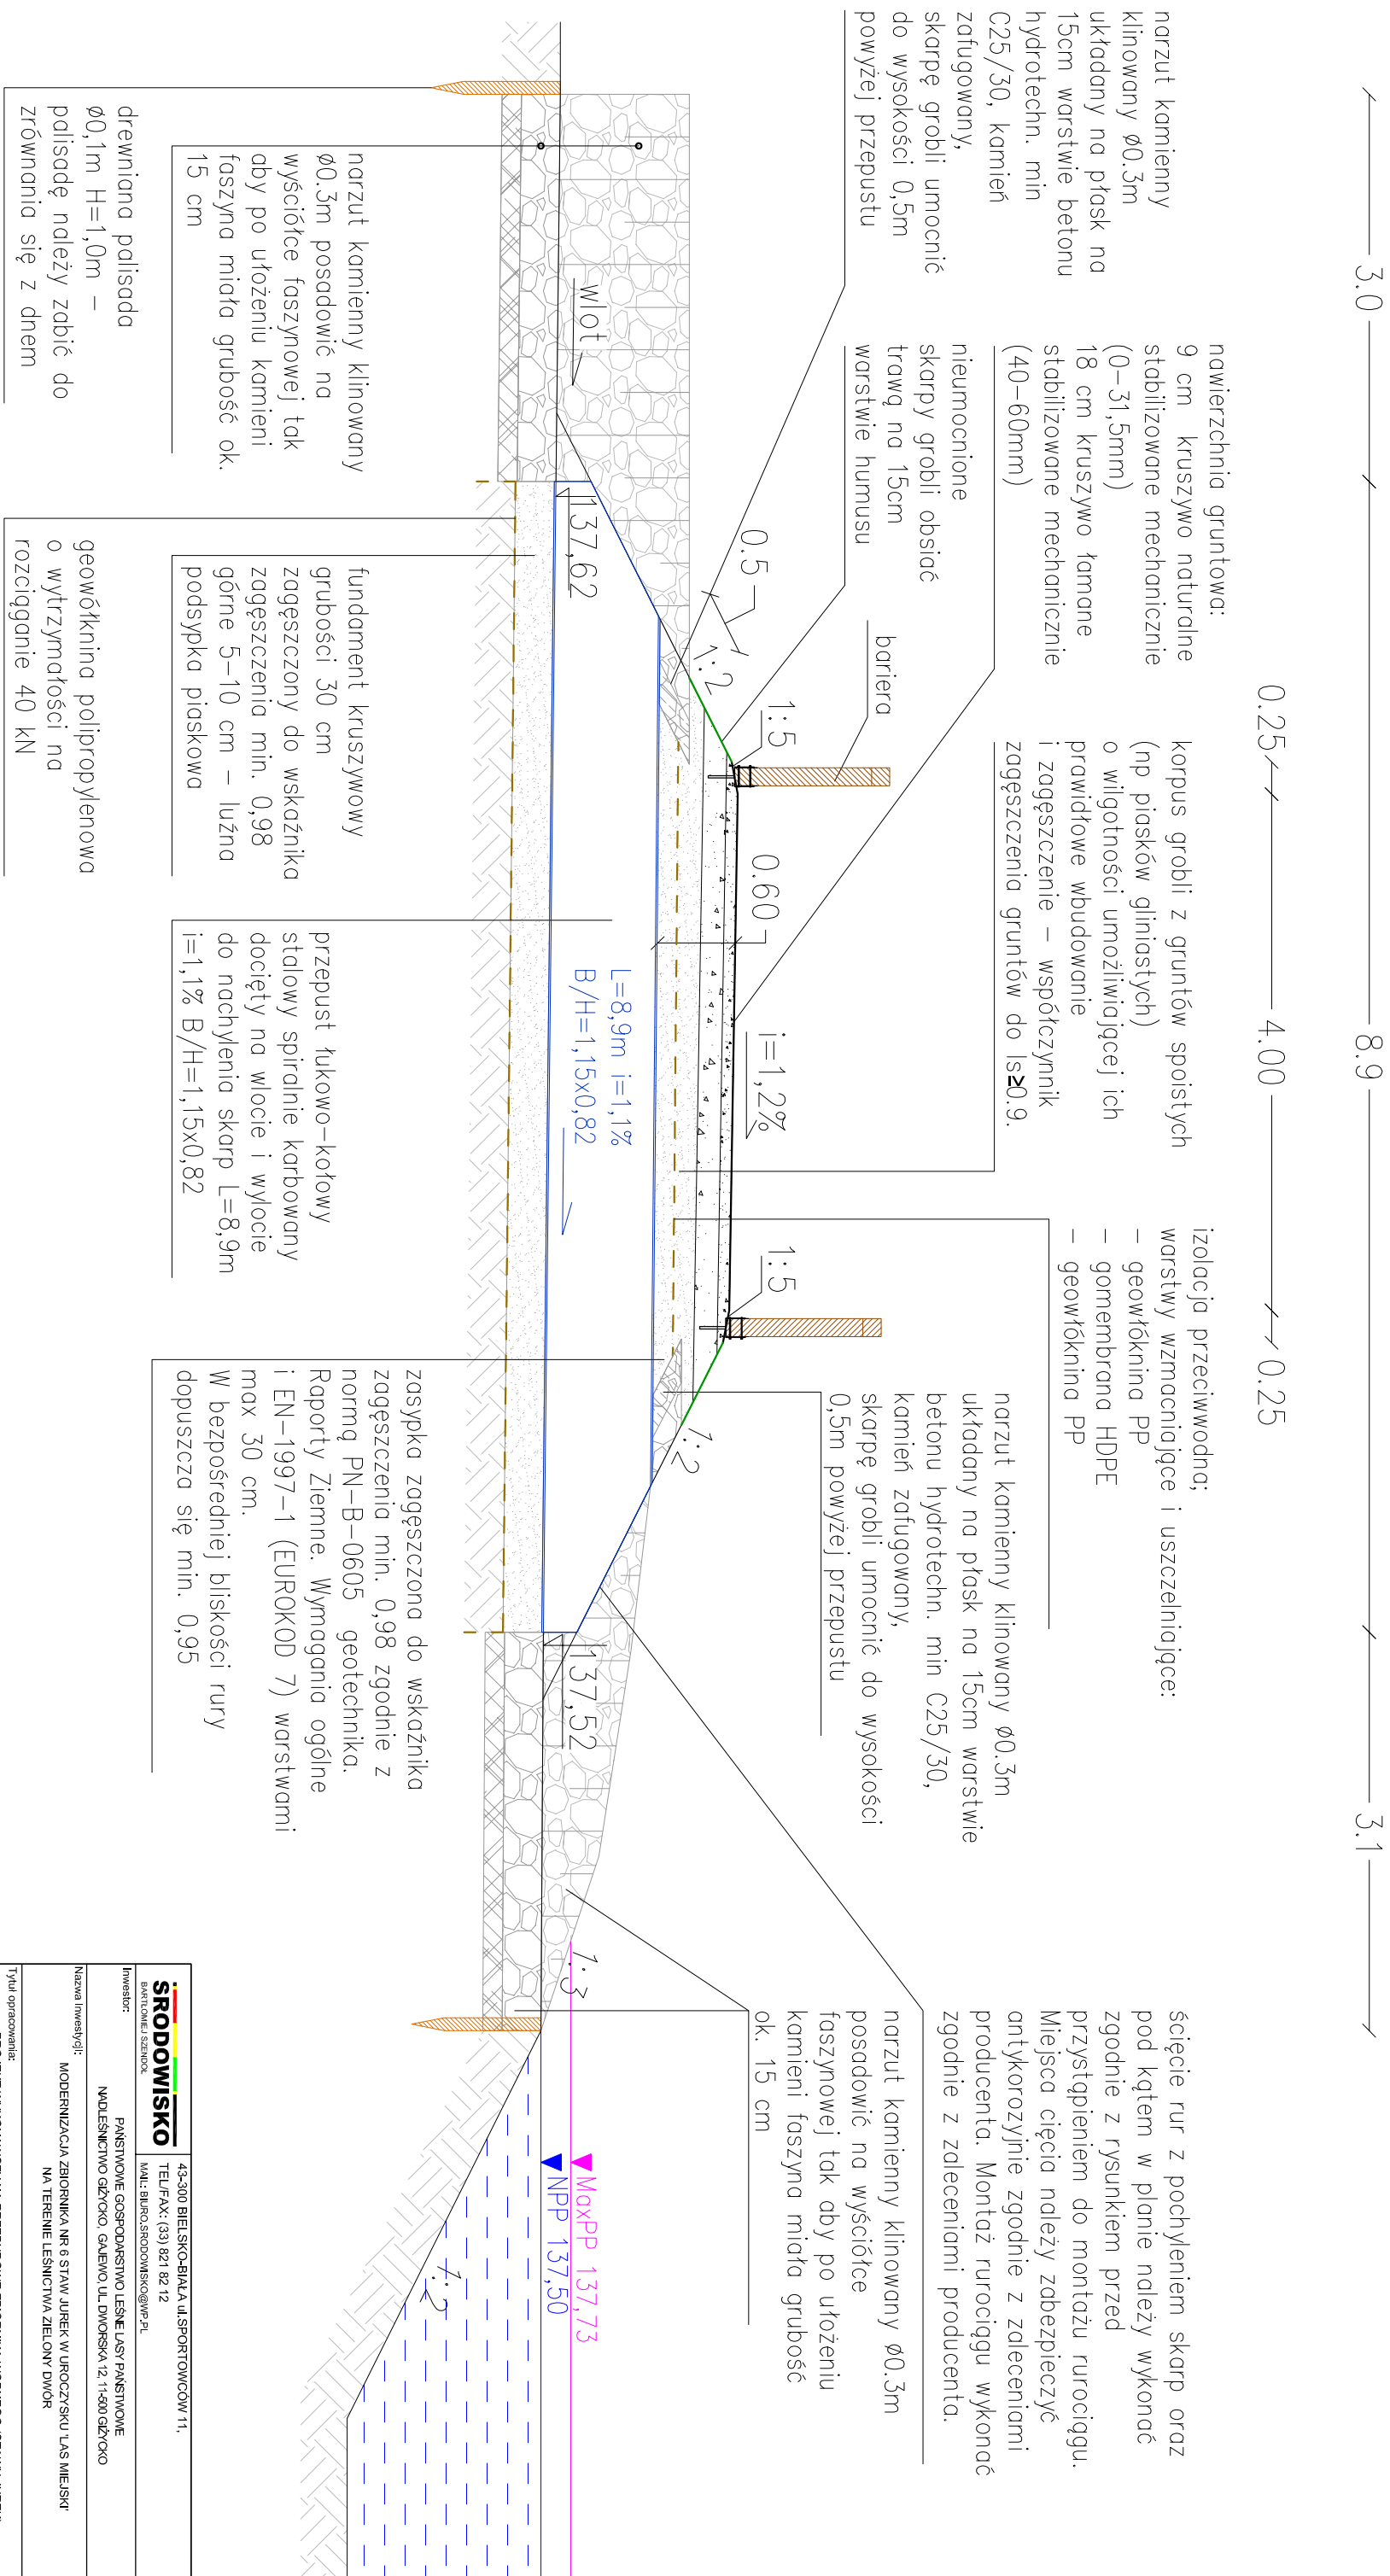 3.0
8.9
3.1
0.25
4.00
0.25
narzut kamienny
klinowany ø0.3m
układany na płask na
15cm warstwie betonu
hydrotechn. min
C25/30, kamień
zafugowany,
skarpę grobli umocnić
do wysokości 0,5m
powyżej przepustu
nawierzchnia gruntowa:
9 cm kruszywo naturalne
stabilizowane mechanicznie
(0-31,5mm)
18 cm kruszywo łamane
stabilizowane mechanicznie
(40-60mm)
nieumocnione
skarpy grobli obsiać
trawą na 15cm
warstwie humusu
korpus grobli z gruntów spoistych
(np piasków gliniastych)
o wilgotności umożliwiającej ich
prawidłowe wbudowanie
i zagęszczenie – współczynnik
zagęszczenia gruntów do Is≥0.9.
izolacja przeciwwodna;
warstwy wzmacniające i uszczelniające:
– geowłóknina PP
– gomembrana HDPE
– geowłóknina PP
narzut kamienny klinowany ø0.3m
układany na płask na 15cm warstwie
betonu hydrotechn. min C25/30,
kamień zafugowany,
skarpę grobli umocnić do wysokości
0,5m powyżej przepustu
ścięcie rur z pochyleniem skarp oraz
pod kątem w planie należy wykonać
zgodnie z rysunkiem przed
przystąpieniem do montażu rurociągu.
Miejsca cięcia należy zabezpieczyć
antykorozyjnie zgodnie z zaleceniami
producenta. Montaż rurociągu wykonać
zgodnie z zaleceniami producenta.
narzut kamienny klinowany ø0.3m
posadowić na wyściółce
faszynowej tak aby po ułożeniu
kamieni faszyna miała grubość
ok. 15 cm
bariera
0.5
1:2
1:5
0.60
i=1,2%
1:5
1:2
wlot
137,62
L=8,9m i=1,1%
B/H=1,15x0,82
137,52
1:3
MaxPP 137,73
NPP 137,50
1:2
narzut kamienny klinowany
ø0.3m posadowić na
wyściółce faszynowej tak
aby po ułożeniu kamieni
faszyna miała grubość ok.
15 cm
drewniana palisada
ø0,1m H=1,0m –
palisadę należy zabić do
zrównania się z dnem
fundament kruszywowy
grubości 30 cm
zagęszczony do wskaźnika
zagęszczenia min. 0,98
górne 5-10 cm – luźna
podsypka piaskowa
geowłóknina polipropylenowa
o wytrzymałości na
rozciąganie 40 kN
przepust łukowo-kołowy
stalowy spiralnie karbowany
docięty na wlocie i wylocie
do nachylenia skarp L=8,9m
i=1,1% B/H=1,15x0,82
zasypka zagęszczona do wskaźnika
zagęszczenia min. 0,98 zgodnie z
normą PN-B-0605 geotechnika.
Raporty Ziemne. Wymagania ogólne
i EN-1997-1 (EUROKOD 7) warstwami
max 30 cm.
W bezpośredniej bliskości rury
dopuszcza się min. 0,95
ŚRODOWISKO
BARTŁOMIEJ SZENDOL
43-300 BIELSKO-BIAŁA ul.SPORTOWCÓW 11,
TEL/FAX: (33) 821 82 12
MAIL: BIURO.SRODOWISKO@WP.PL
Inwestor:
PAŃSTWOWE GOSPODARSTWO LEŚNE LASY PAŃSTWOWE
NADLEŚNICTWO GIŻYCKO, GAJEWO, UL. DWORSKA 12, 11-500 GIŻYCKO
Nazwa Inwestycji:
MODERNIZACJA ZBIORNIKA NR 6 STAW JUREK W UROCZYSKU 'LAS MIEJSKI'
NA TERENIE LEŚNICTWA ZIELONY DWÓR
Tytuł opracowania: